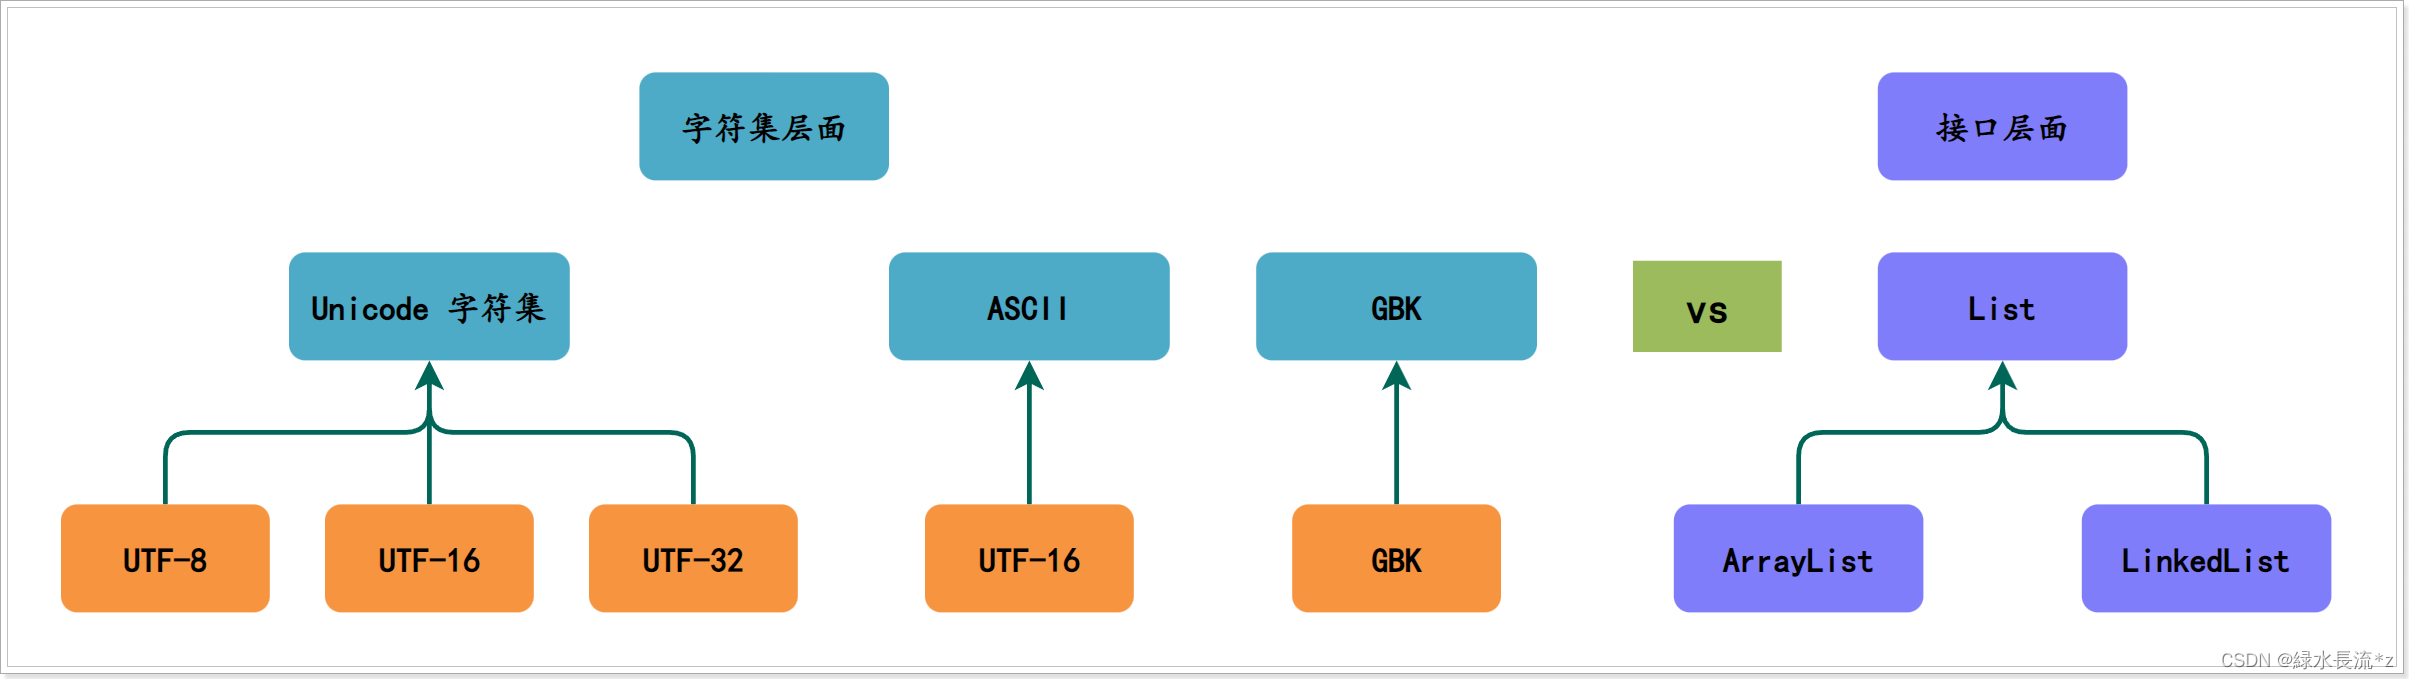 字符集层面
接口层面
Unicode 字符集
ASCII
GBK
vs
List
UTF-8
UTF-16
UTF-32
UTF-16
GBK
ArrayList
LinkedList
CSDN @緑水長流*z